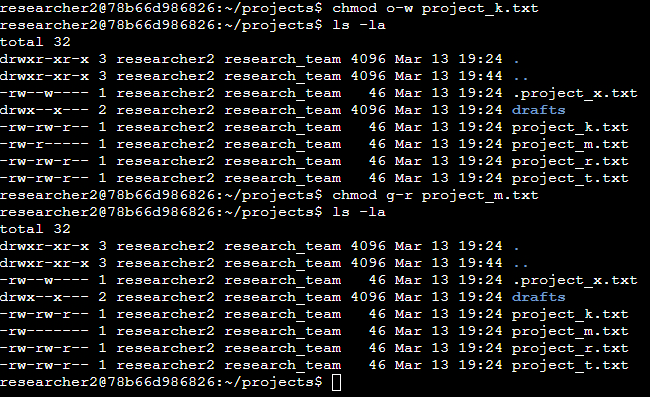 researcher2@78b66d986826:~/projects$ chmod o-w project_k.txt
researcher2@78b66d986826:~/projects$ ls -la
total 32
drwxr-xr-x 3 researcher2 research_team 4096 Mar 13 19:24 .
drwxr-xr-x 3 researcher2 research_team 4096 Mar 13 19:44 ..
-rw--w---- 1 researcher2 research_team   46 Mar 13 19:24 .project_x.txt
drwx--x--- 2 researcher2 research_team 4096 Mar 13 19:24 drafts
-rw-rw-r-- 1 researcher2 research_team   46 Mar 13 19:24 project_k.txt
-rw-r----- 1 researcher2 research_team   46 Mar 13 19:24 project_m.txt
-rw-rw-r-- 1 researcher2 research_team   46 Mar 13 19:24 project_r.txt
-rw-rw-r-- 1 researcher2 research_team   46 Mar 13 19:24 project_t.txt
researcher2@78b66d986826:~/projects$ chmod g-r project_m.txt
researcher2@78b66d986826:~/projects$ ls -la
total 32
drwxr-xr-x 3 researcher2 research_team 4096 Mar 13 19:24 .
drwxr-xr-x 3 researcher2 research_team 4096 Mar 13 19:44 ..
-rw--w---- 1 researcher2 research_team   46 Mar 13 19:24 .project_x.txt
drwx--x--- 2 researcher2 research_team 4096 Mar 13 19:24 drafts
-rw-rw-r-- 1 researcher2 research_team   46 Mar 13 19:24 project_k.txt
-rw------- 1 researcher2 research_team   46 Mar 13 19:24 project_m.txt
-rw-rw-r-- 1 researcher2 research_team   46 Mar 13 19:24 project_r.txt
-rw-rw-r-- 1 researcher2 research_team   46 Mar 13 19:24 project_t.txt
researcher2@78b66d986826:~/projects$